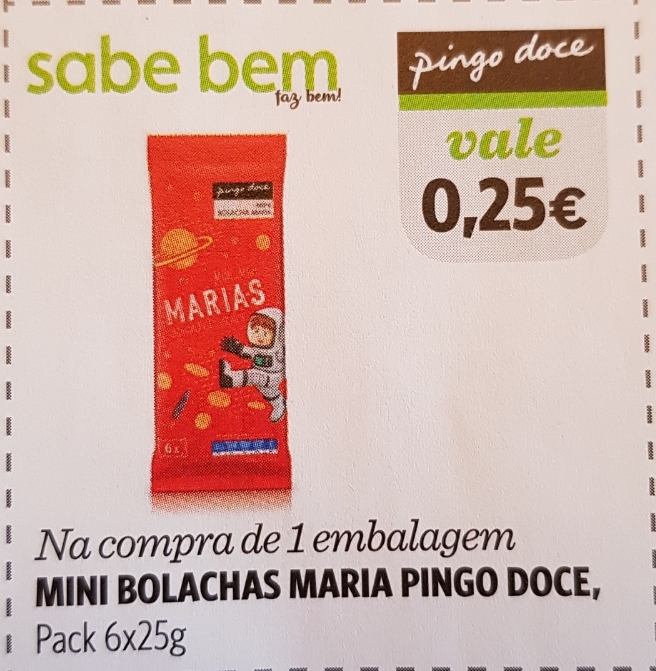 sabe bem
faz bem!
pingo doce
vale
0,25€
pingo doce
MINI
BOLACHA MARIA
MARIAS
6x
Na compra de 1 embalagem
MINI BOLACHAS MARIA PINGO DOCE,
Pack 6x25g